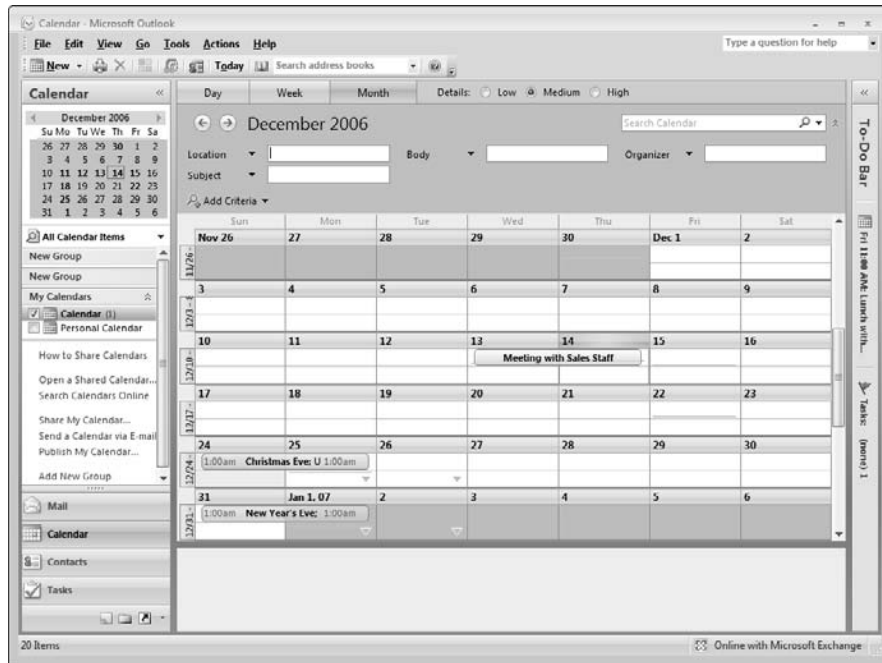 Calendar - Microsoft Outlook
File Edit View Go Tools Actions Help
Type a question for help
New Today Search address books
Calendar «
Day Week Month Details: Low Medium High
«
December 2006
Su Mo Tu We Th Fr Sa
26 27 28 29 30 1 2
3 4 5 6 7 8 9
10 11 12 13 14 15 16
17 18 19 20 21 22 23
24 25 26 27 28 29 30
31 1 2 3 4 5 6
All Calendar Items
New Group
New Group
My Calendars
Calendar (1)
Personal Calendar
How to Share Calendars
Open a Shared Calendar...
Search Calendars Online
Share My Calendar...
Send a Calendar via E-mail
Publish My Calendar...
Add New Group
Mail
Calendar
Contacts
Tasks
December 2006
Search Calendar
Location Body Organizer
Subject
Add Criteria
Sun Mon Tue Wed Thu Fri Sat
Nov 26 27 28 29 30 Dec 1 2
11/26 -
3 4 5 6 7 8 9
12/3 -
10 11 12 13 14 15 16
12/10 -
Meeting with Sales Staff
17 18 19 20 21 22 23
12/17 -
24 25 26 27 28 29 30
12/24 -
1:00am Christmas Eve; U 1:00am
31 Jan 1, 07 2 3 4 5 6
12/31 -
1:00am New Year's Eve; 1:00am
To-Do Bar
Fri 11:00 AM: Lunch with...
Tasks: (none) 1
20 Items
Online with Microsoft Exchange